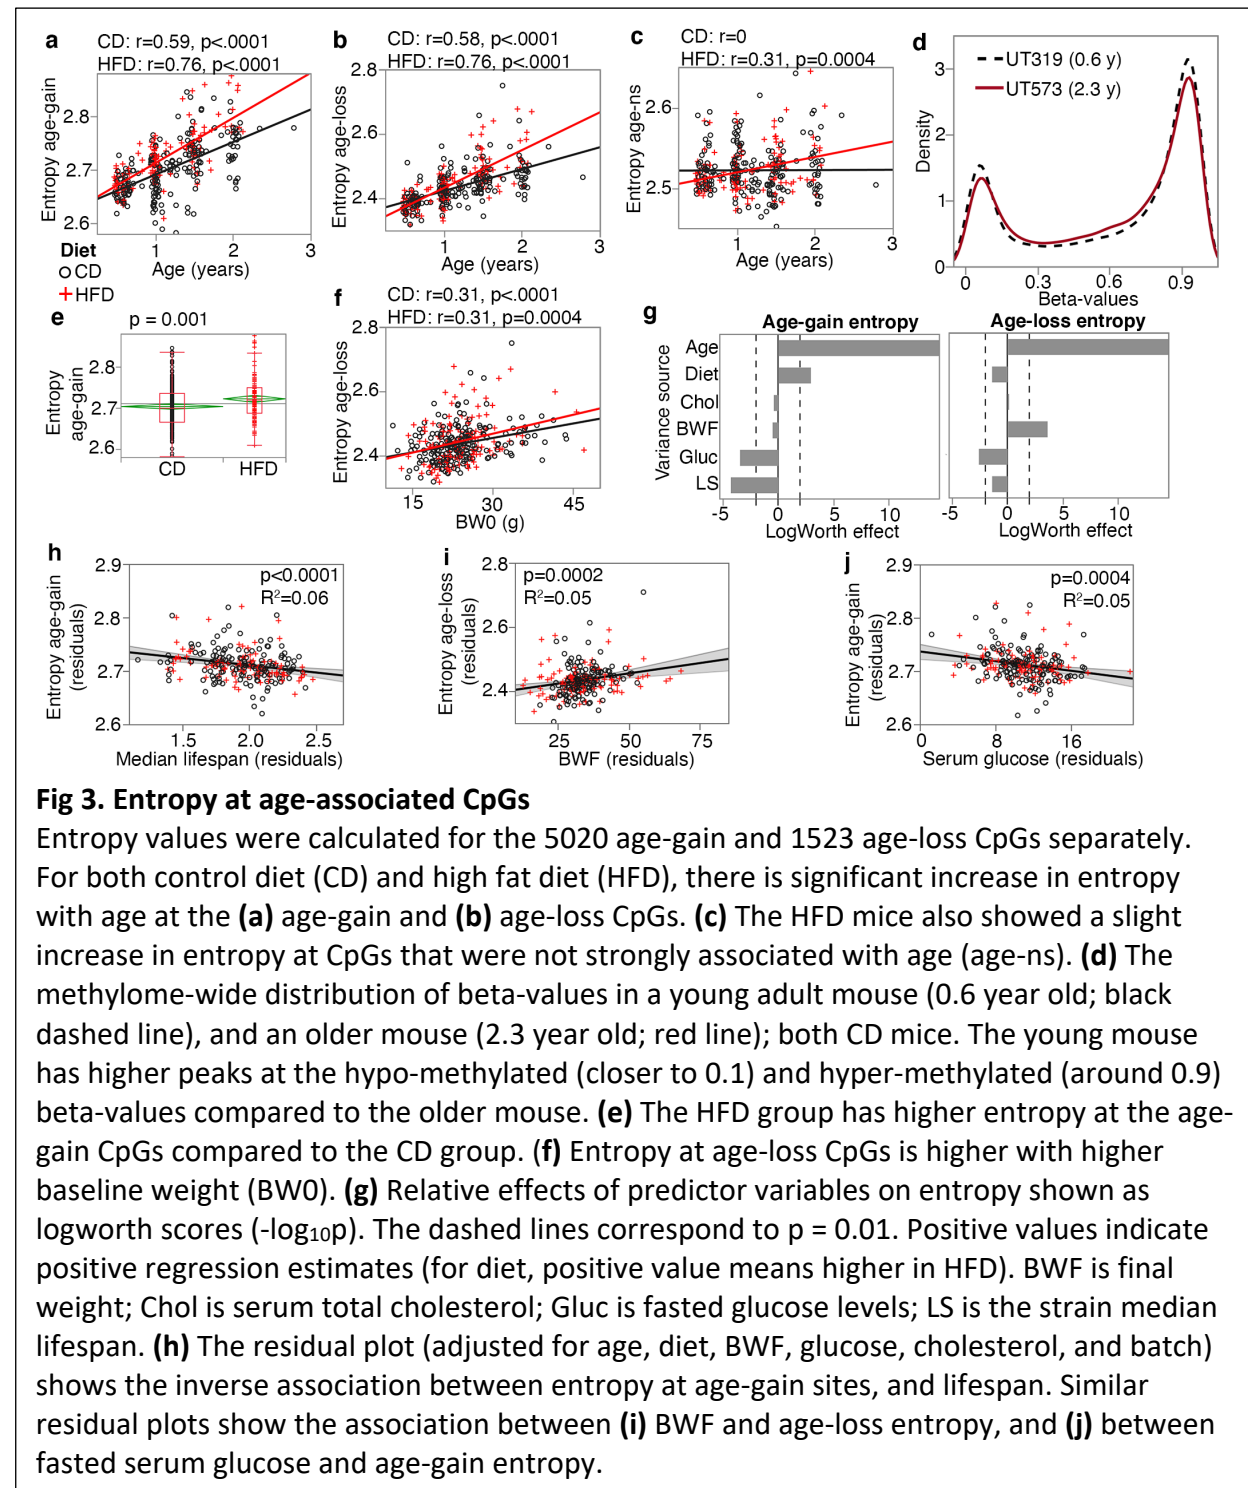 a
CD: r=0.59, p<.0001
HFD: r=0.76, p<.0001
Entropy age-gain
2.8
2.7
2.6
1
2
3
Age (years)
Diet
CD
HFD
b
CD: r=0.58, p<.0001
HFD: r=0.76, p<.0001
Entropy age-loss
2.8
2.6
2.4
1
2
3
Age (years)
c
CD: r=0
HFD: r=0.31, p=0.0004
Entropy age-ns
2.6
2.5
1
2
3
Age (years)
d
UT319 (0.6 y)
UT573 (2.3 y)
Density
3
2
1
0
0
0.3
0.6
0.9
Beta-values
e
p = 0.001
Entropy
age-gain
2.8
2.7
2.6
CD
HFD
f
CD: r=0.31, p<.0001
HFD: r=0.31, p=0.0004
Entropy age-loss
2.8
2.6
2.4
15
30
45
BW0 (g)
g
Age-gain entropy
Age-loss entropy
Variance source
Age
Diet
Chol
BWF
Gluc
LS
-5
0
5
10
LogWorth effect
-5
0
5
10
LogWorth effect
h
p<0.0001
R2=0.06
Entropy age-gain
(residuals)
2.9
2.8
2.7
2.6
1.5
2.0
2.5
Median lifespan (residuals)
i
p=0.0002
R2=0.05
Entropy age-loss
(residuals)
2.8
2.6
2.4
25
50
75
BWF (residuals)
j
p=0.0004
R2=0.05
Entropy age-gain
(residuals)
2.9
2.8
2.7
2.6
0
8
16
Serum glucose (residuals)
Fig 3. Entropy at age-associated CpGs
Entropy values were calculated for the 5020 age-gain and 1523 age-loss CpGs separately.
For both control diet (CD) and high fat diet (HFD), there is significant increase in entropy
with age at the (a) age-gain and (b) age-loss CpGs. (c) The HFD mice also showed a slight
increase in entropy at CpGs that were not strongly associated with age (age-ns). (d) The
methylome-wide distribution of beta-values in a young adult mouse (0.6 year old; black
dashed line), and an older mouse (2.3 year old; red line); both CD mice. The young mouse
has higher peaks at the hypo-methylated (closer to 0.1) and hyper-methylated (around 0.9)
beta-values compared to the older mouse. (e) The HFD group has higher entropy at the age-
gain CpGs compared to the CD group. (f) Entropy at age-loss CpGs is higher with higher
baseline weight (BW0). (g) Relative effects of predictor variables on entropy shown as
logworth scores (-log10p). The dashed lines correspond to p = 0.01. Positive values indicate
positive regression estimates (for diet, positive value means higher in HFD). BWF is final
weight; Chol is serum total cholesterol; Gluc is fasted glucose levels; LS is the strain median
lifespan. (h) The residual plot (adjusted for age, diet, BWF, glucose, cholesterol, and batch)
shows the inverse association between entropy at age-gain sites, and lifespan. Similar
residual plots show the association between (i) BWF and age-loss entropy, and (j) between
fasted serum glucose and age-gain entropy.